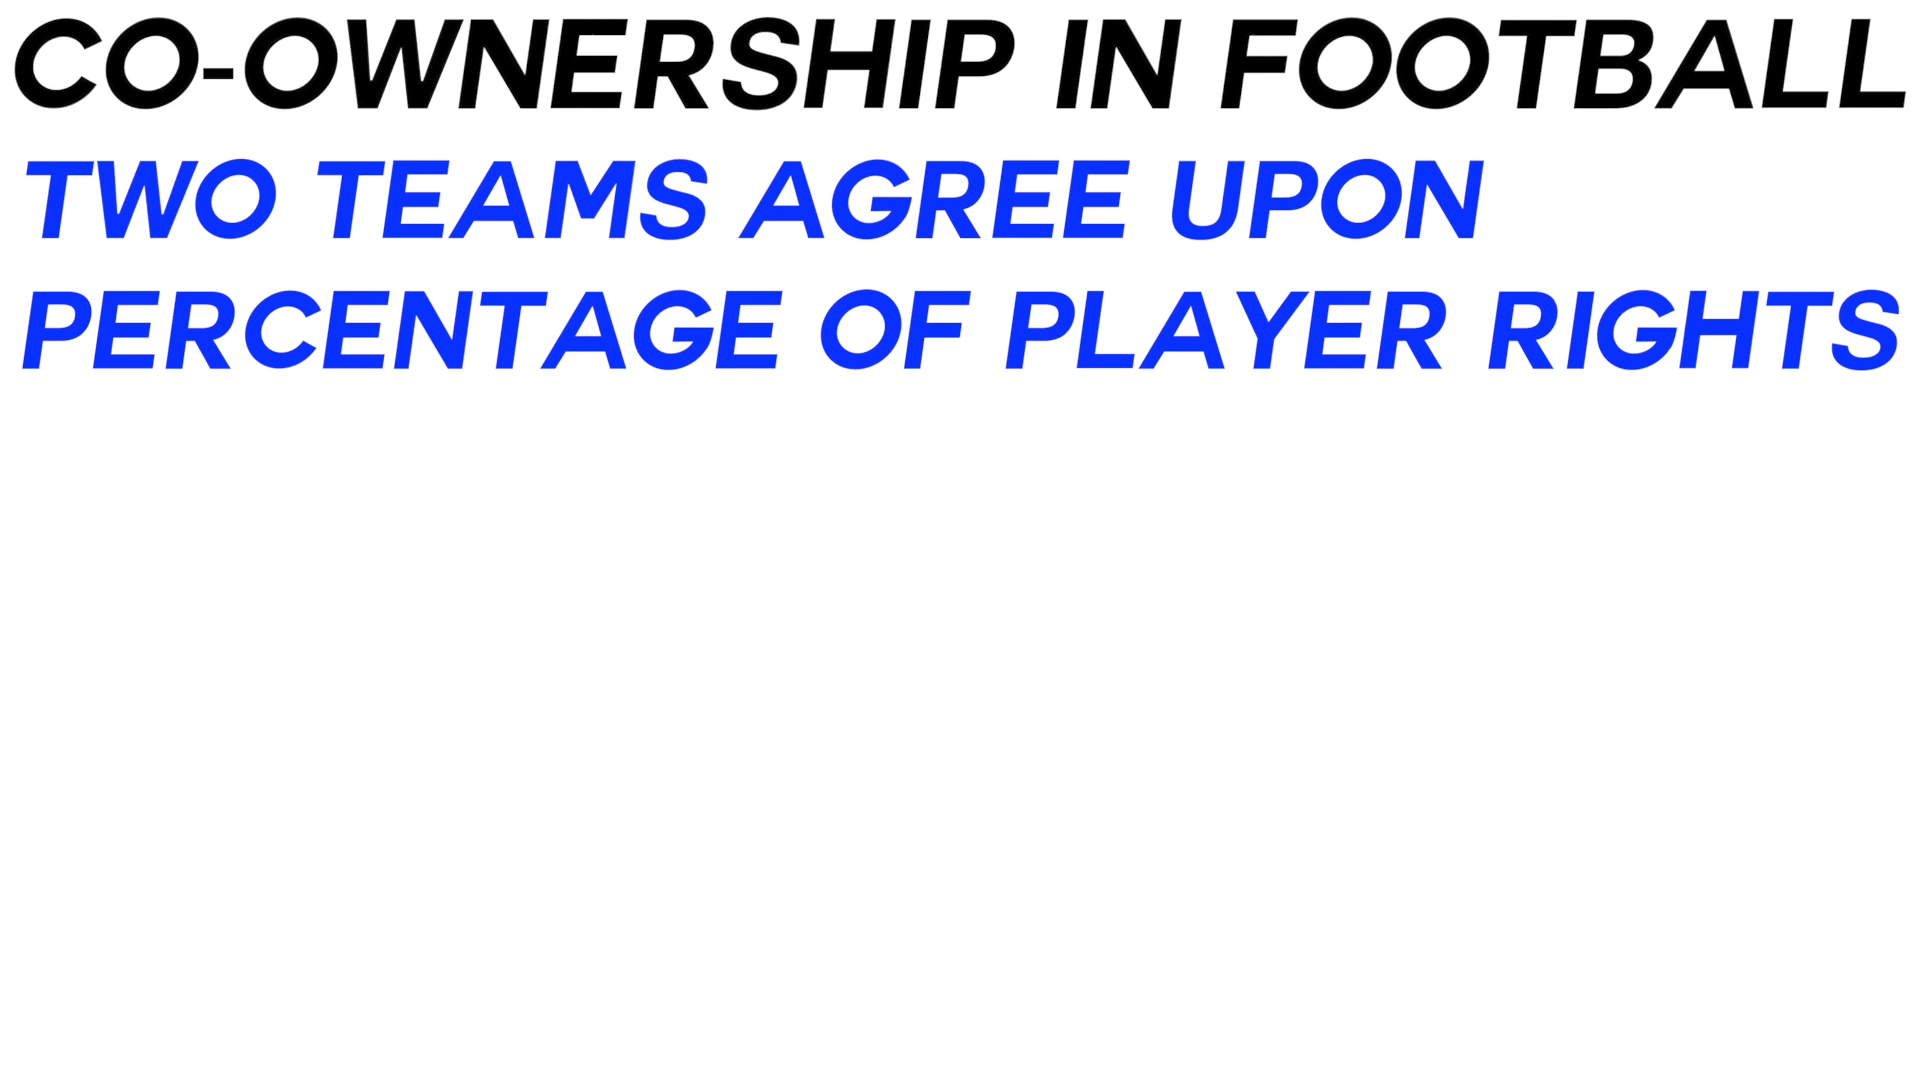 CO-OWNERSHIP IN FOOTBALL
TWO TEAMS AGREE UPON
PERCENTAGE OF PLAYER RIGHTS